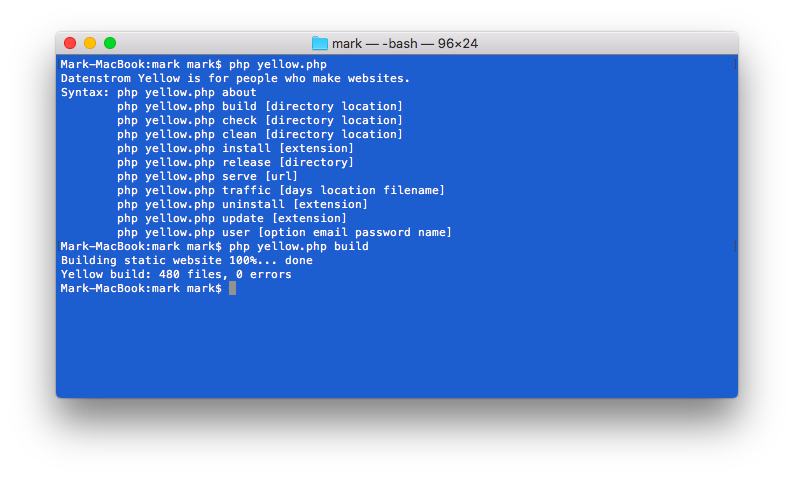 mark — -bash — 96×24
Mark-MacBook:mark mark$ php yellow.php
Datenstrom Yellow is for people who make websites.
Syntax: php yellow.php about
        php yellow.php build [directory location]
        php yellow.php check [directory location]
        php yellow.php clean [directory location]
        php yellow.php install [extension]
        php yellow.php release [directory]
        php yellow.php serve [url]
        php yellow.php traffic [days location filename]
        php yellow.php uninstall [extension]
        php yellow.php update [extension]
        php yellow.php user [option email password name]
Mark-MacBook:mark mark$ php yellow.php build
Building static website 100%... done
Yellow build: 480 files, 0 errors
Mark-MacBook:mark mark$